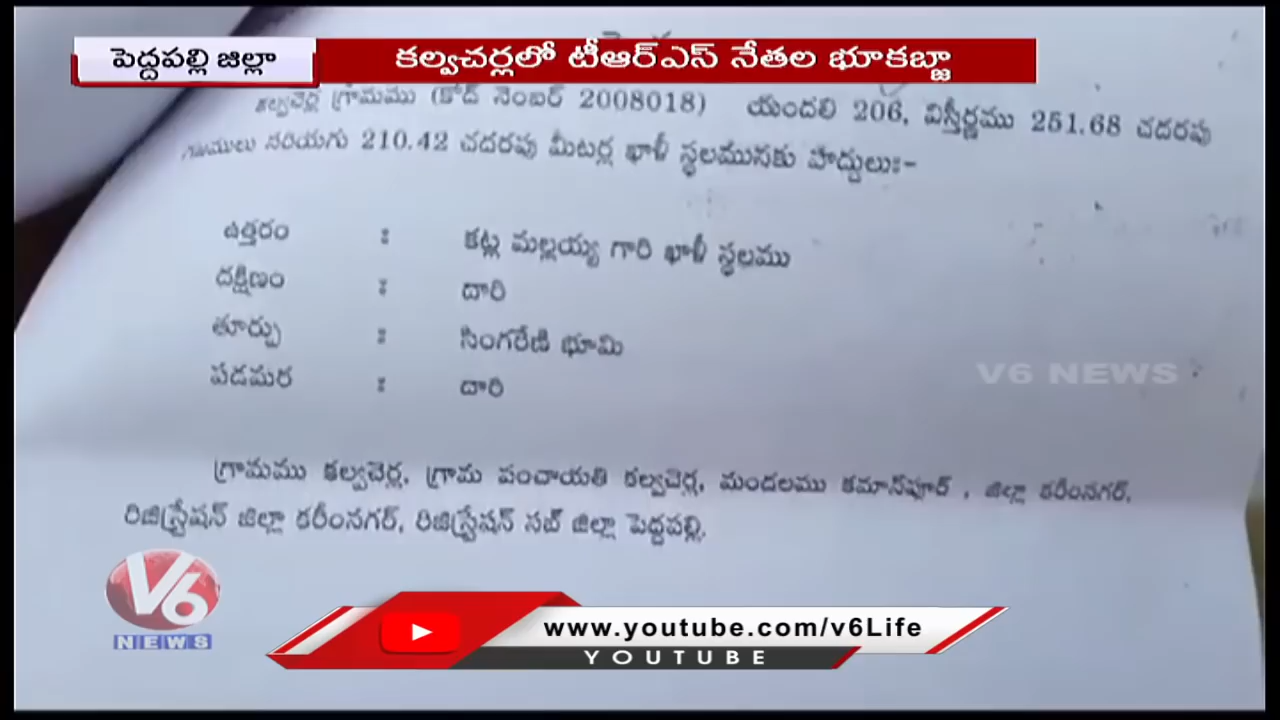 పెద్దపల్లి జిల్లా
కల్వచర్లలో టీఆర్ఎస్ నేతల భూకబ్జా
కల్వచెర్ల గ్రామము (కోడ్ నెంబర్ 2008018) యందలి 206, విస్తీర్ణము 251.68 చదరపు
సరియగు 210.42 చదరపు మీటర్ల ఖాళీ స్థలమునకు హద్దులుః-
ఉత్తరం : కట్ల మల్లయ్య గారి ఖాళీ స్థలము
దక్షిణం : దారి
తూర్పు : సింగరేణి భూమి
పడమర : దారి
V6 NEWS
గ్రామము కల్వచెర్ల, గ్రామ పంచాయతి కల్వచెర్ల, మండలము కమాన్‌పూర్ , జిల్లా కరీంనగర్,
రిజిస్ట్రేషన్ జిల్లా కరీంనగర్, రిజిస్ట్రేషన్ సబ్ జిల్లా పెద్దపల్లి.
V6
NEWS
www.youtube.com/v6Life
YOUTUBE